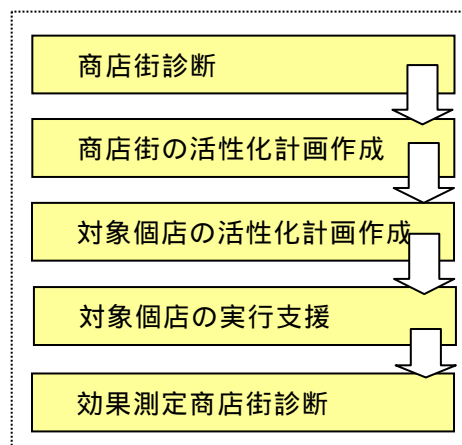 商店街診断
商店街の活性化計画作成
対象個店の活性化計画作成
対象個店の実行支援
効果測定商店街診断